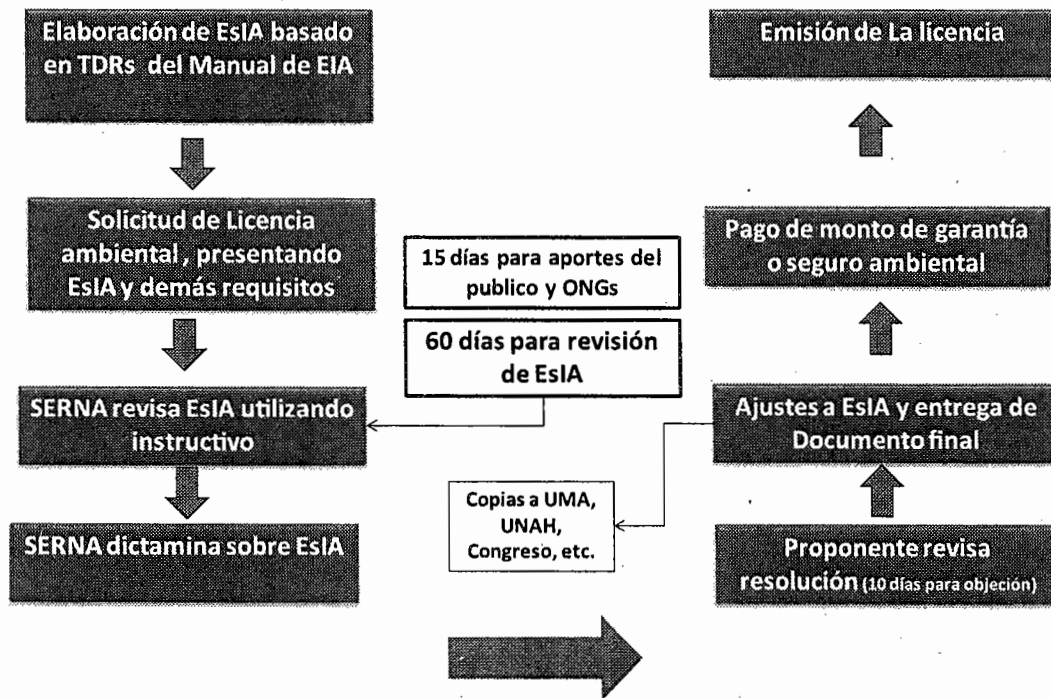 Elaboración de EsIA basado
en TDRs del Manual de EIA
Solicitud de Licencia
ambiental , presentando
EsIA y demás requisitos
SERNA revisa EsIA utilizando
instructivo
SERNA dictamina sobre EsIA
15 días para aportes del
publico y ONGs
60 días para revisión
de EsIA
Copias a UMA,
UNAH,
Congreso, etc.
Proponente revisa
resolución (10 días para objeción)
Ajustes a EsIA y entrega de
Documento final
Pago de monto de garantía
o seguro ambiental
Emisión de La licencia